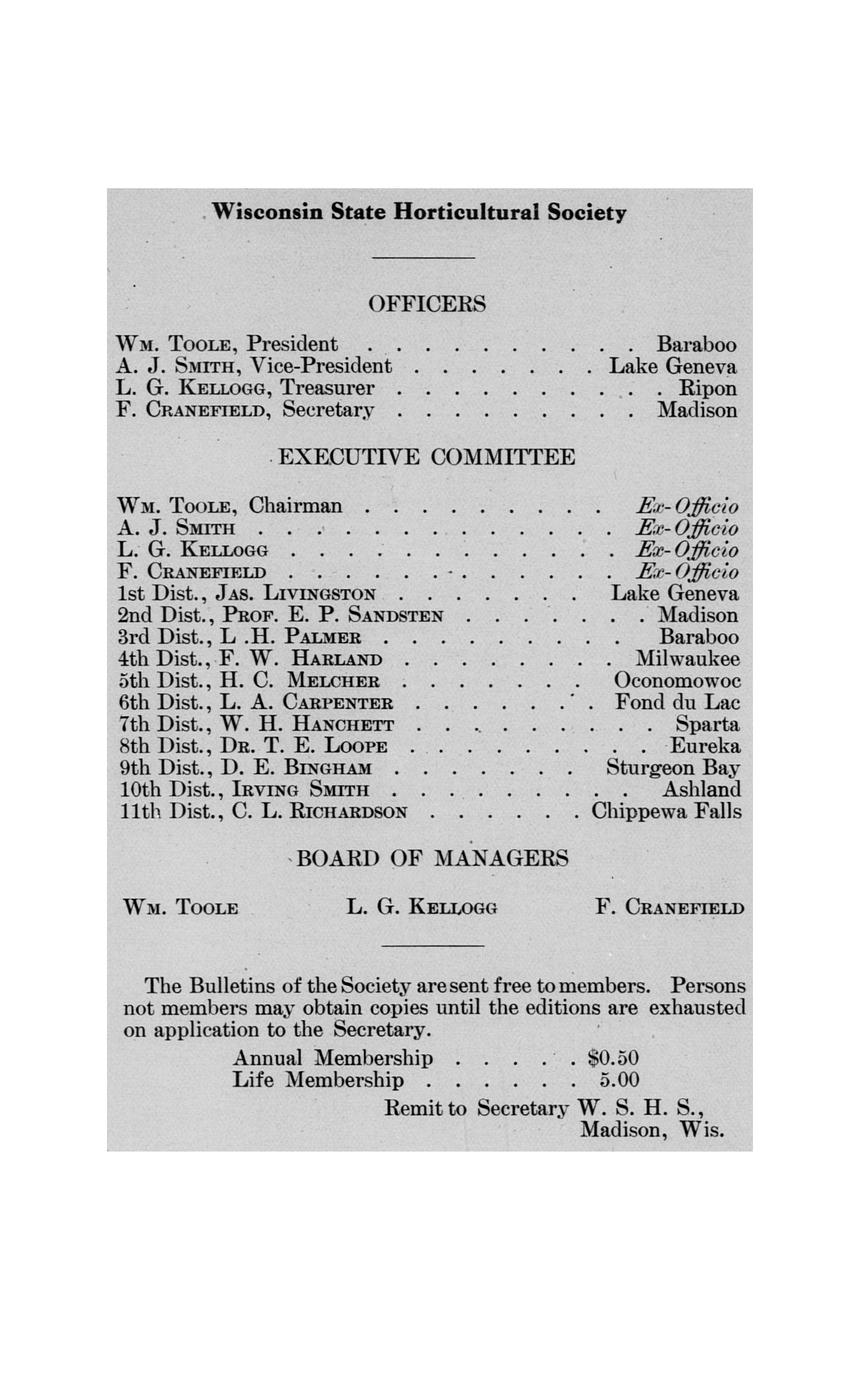 Wisconsin State Horticultural Society
OFFICERS
WM. TOOLE, President . . . . . . . . . . Baraboo
A. J. SMITH, Vice-President . . . . . . . Lake Geneva
L. G. KELLOGG, Treasurer . . . . . . . . . . Ripon
F. CRANEFIELD, Secretary . . . . . . . . . Madison
EXECUTIVE COMMITTEE
WM. TOOLE, Chairman . . . . . . . . . Ex-Officio
A. J. SMITH . . . . . . . . . . . . . Ex-Officio
L. G. KELLOGG . . . . . . . . . . . . Ex-Officio
F. CRANEFIELD . . . . . . . . . . . . Ex-Officio
1st Dist., JAS. LIVINGSTON . . . . . . . Lake Geneva
2nd Dist., PROF. E. P. SANDSTEN . . . . . . . Madison
3rd Dist., L .H. PALMER . . . . . . . . . Baraboo
4th Dist., F. W. HARLAND . . . . . . . . Milwaukee
5th Dist., H. C. MELCHER . . . . . . . Oconomowoc
6th Dist., L. A. CARPENTER . . . . . . . Fond du Lac
7th Dist., W. H. HANCHETT . . . . . . . . . Sparta
8th Dist., DR. T. E. LOOPE . . . . . . . . . . Eureka
9th Dist., D. E. BINGHAM . . . . . . . Sturgeon Bay
10th Dist., IRVING SMITH . . . . . . . . . Ashland
11th Dist., C. L. RICHARDSON . . . . . . Chippewa Falls
BOARD OF MANAGERS
WM. TOOLE L. G. KELLOGG F. CRANEFIELD
The Bulletins of the Society are sent free to members. Persons
not members may obtain copies until the editions are exhausted
on application to the Secretary.
Annual Membership . . . . . $0.50
Life Membership . . . . . . 5.00
Remit to Secretary W. S. H. S.,
Madison, Wis.